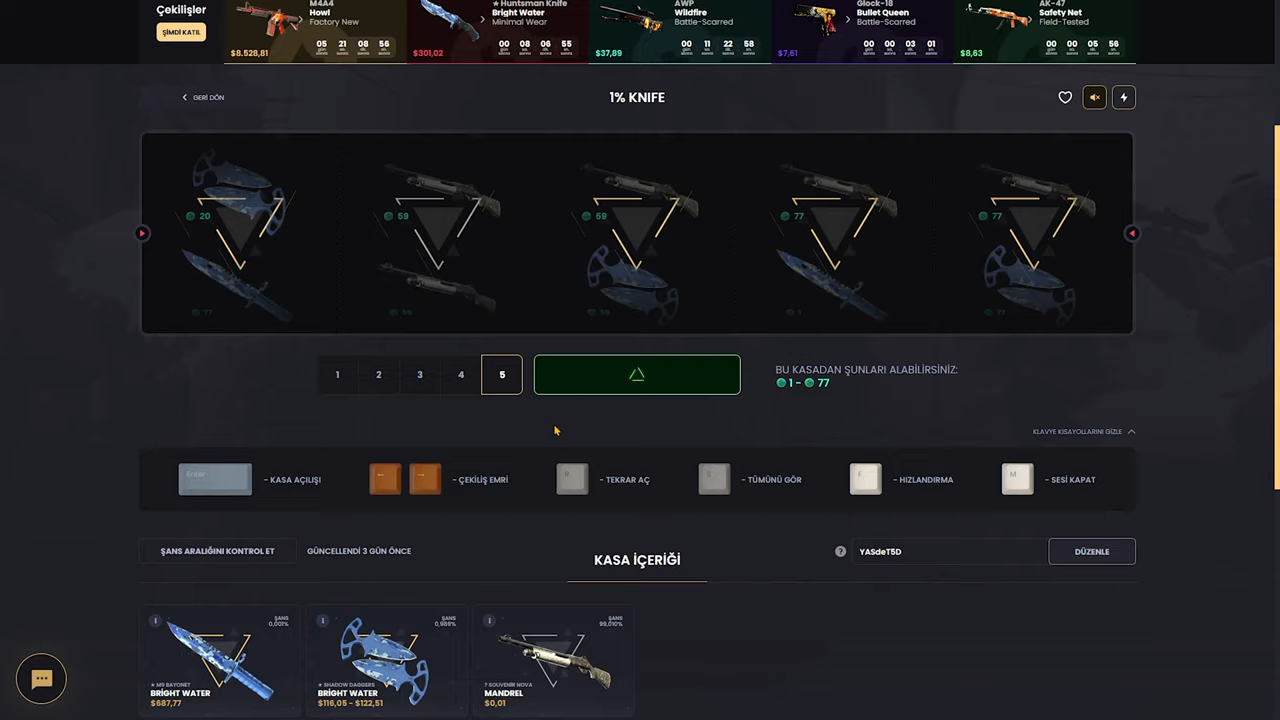 Çekilişler
ŞİMDİ KATIL
M4A4
Howl
Factory New
$8.528,81
05 21 08 56
★ Huntsman Knife
Bright Water
Minimal Wear
$301,02
00 08 06 55
AWP
Wildfire
Battle-Scarred
$37,89
00 11 22 58
Glock-18
Bullet Queen
Battle-Scarred
$7,61
00 00 03 01
AK-47
Safety Net
Field-Tested
$8,63
00 00 05 56
GERİ DÖN
1% KNIFE
20
59
59
77
77
77
1 2 3 4 5
BU KASADAN ŞUNLARI ALABİLİRSİNİZ:
1 - 77
KLAVYE KISAYOLLARINI GİZLE
Enter
- KASA AÇILIŞI
- ÇEKİLİŞ EMRİ
R
- TEKRAR AÇ
S
- TÜMÜNÜ GÖR
F
- HIZLANDIRMA
M
- SESİ KAPAT
ŞANS ARALIĞINI KONTROL ET
GÜNCELLENDİ 3 GÜN ÖNCE
KASA İÇERİĞİ
?
YASdeT5D
DÜZENLE
ŞANS
0,001%
★ M9 BAYONET
BRİGHT WATER
$687,77
ŞANS
0,989%
★ SHADOW DAGGERS
BRİGHT WATER
$116,05 - $122,51
ŞANS
99,010%
? SOUVENİR NOVA
MANDREL
$0,01